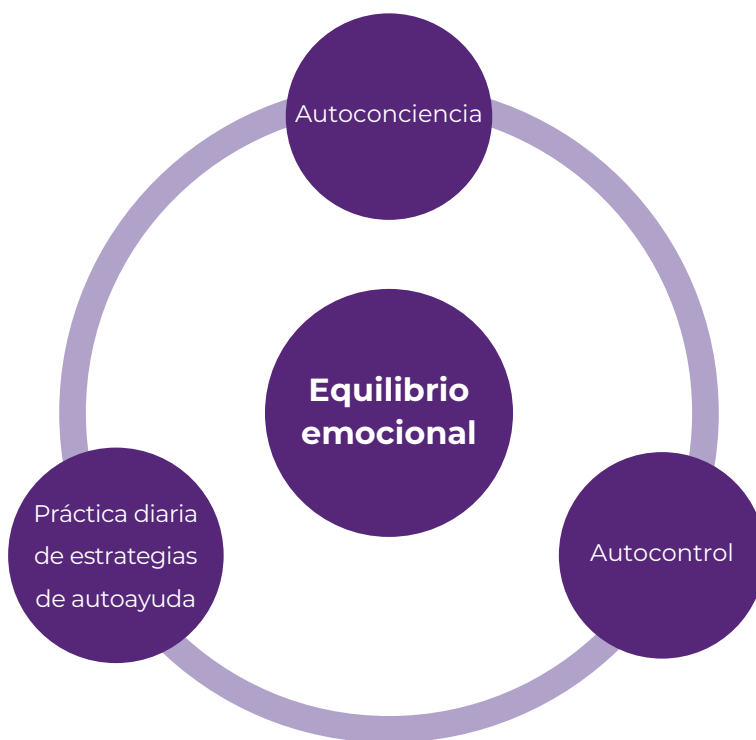 Autoconciencia
Equilibrio
emocional
Práctica diaria
de estrategias
de autoayuda
Autocontrol